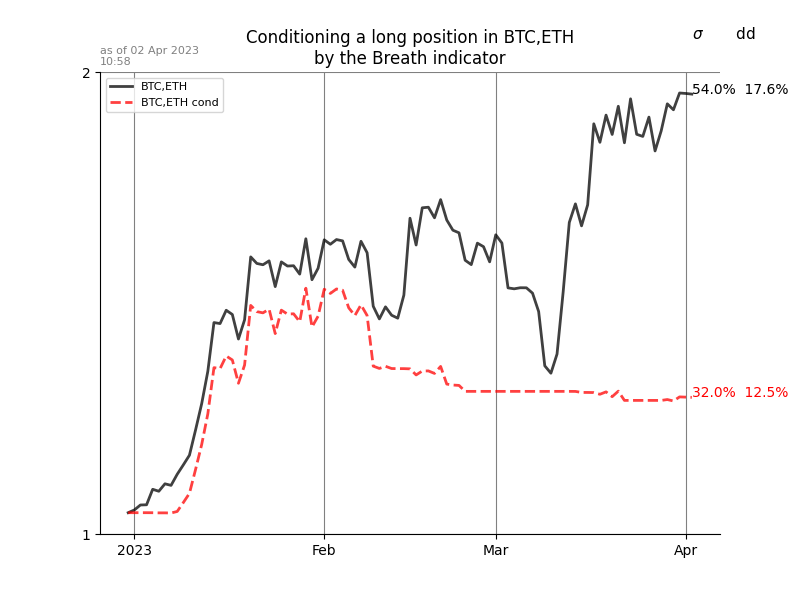 Conditioning a long position in BTC,ETH
by the Breath indicator
σ dd
as of 02 Apr 2023
10:58
2
BTC,ETH
BTC,ETH cond
54.0% 17.6%
32.0% 12.5%
1
2023 Feb Mar Apr